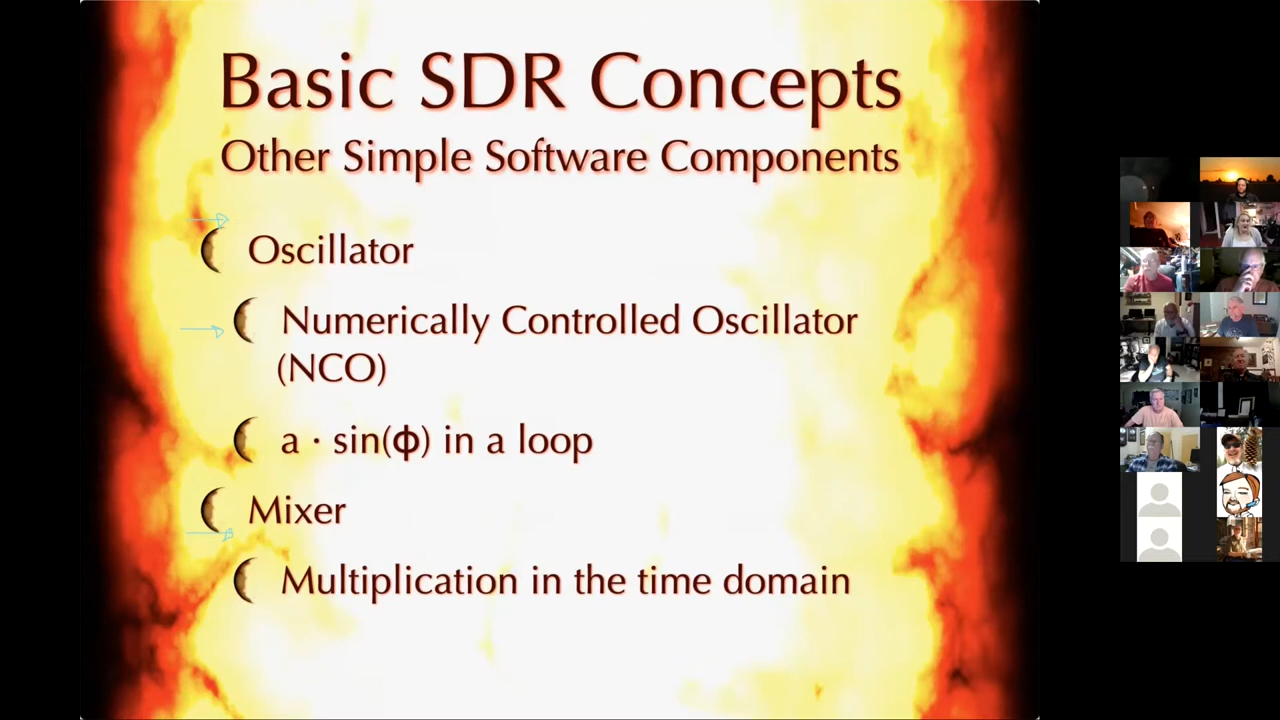 Basic SDR Concepts
Other Simple Software Components
Oscillator
Numerically Controlled Oscillator
(NCO)
a · sin(ϕ) in a loop
Mixer
Multiplication in the time domain